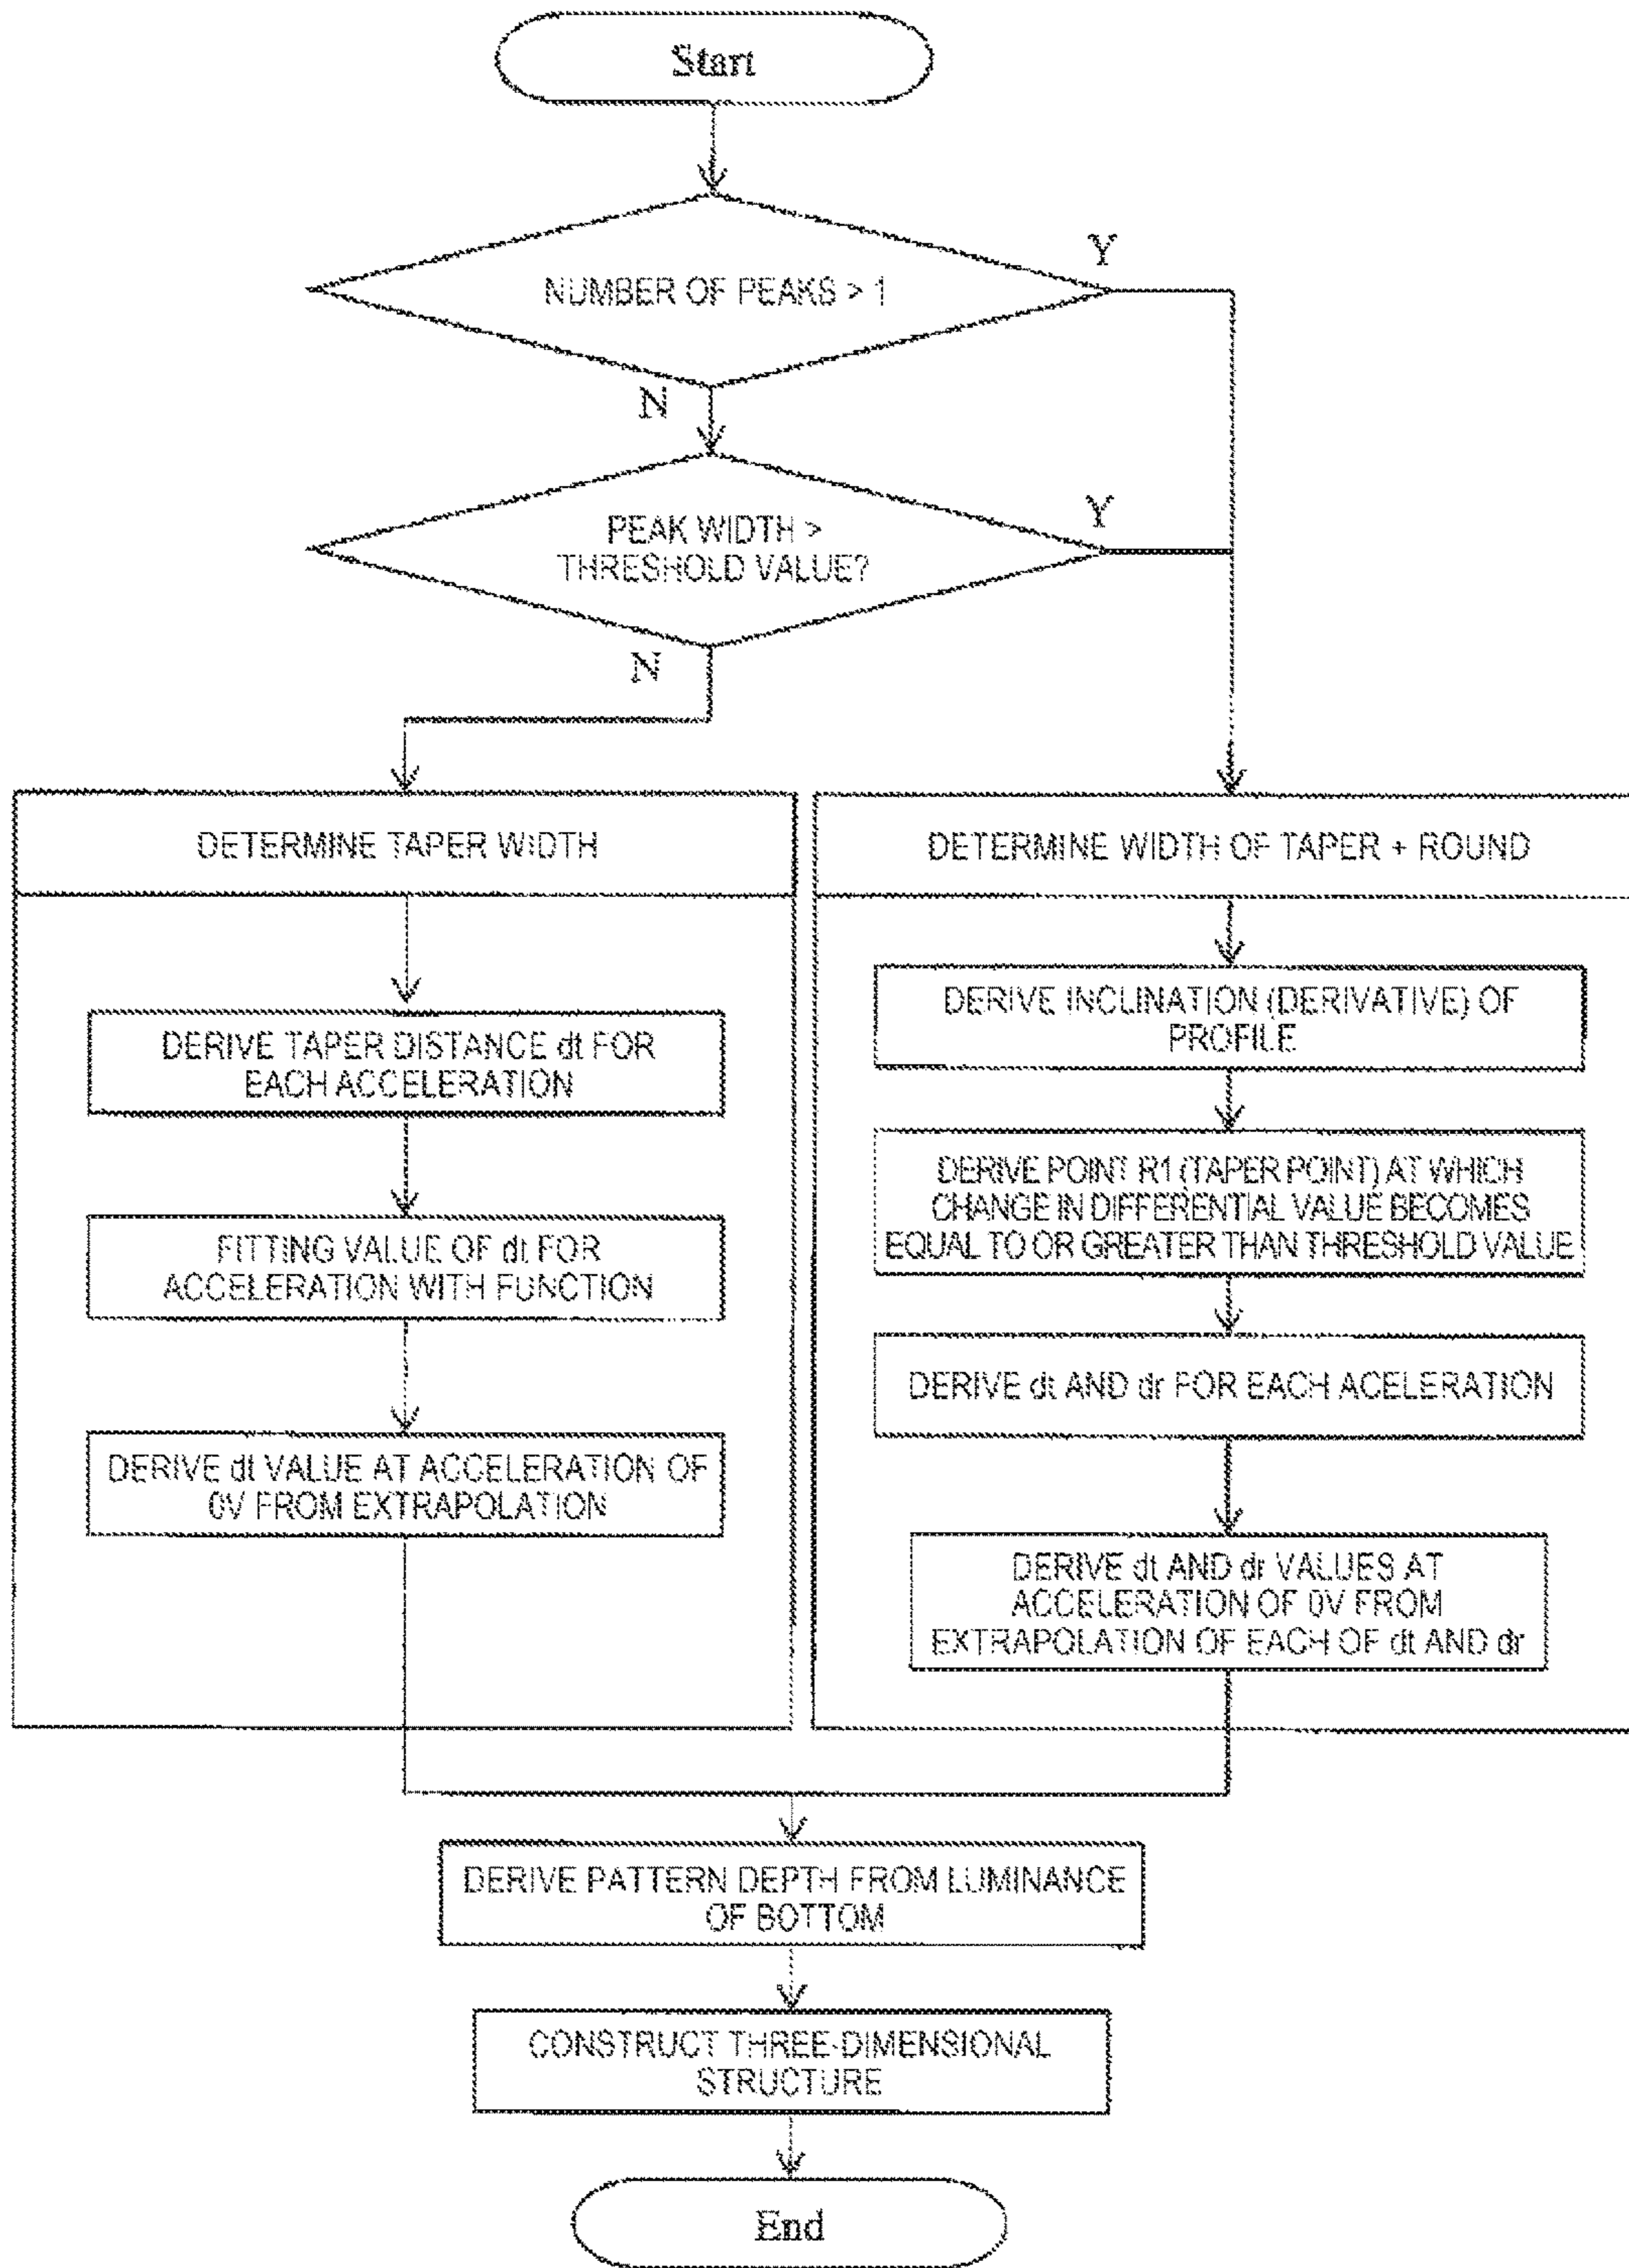 Start
NUMBER OF PEAKS > 1
Y
N
PEAK WIDTH >
THRESHOLD VALUE?
Y
N
DETERMINE TAPER WIDTH
DERIVE TAPER DISTANCE dt FOR
EACH ACCELERATION
FITTING VALUE OF dt FOR
ACCELERATION WITH FUNCTION
DERIVE dt VALUE AT ACCELERATION OF
0V FROM EXTRAPOLATION
DETERMINE WIDTH OF TAPER + ROUND
DERIVE INCLINATION (DERIVATIVE) OF
PROFILE
DERIVE POINT R1 (TAPER POINT) AT WHICH
CHANGE IN DIFFERENTIAL VALUE BECOMES
EQUAL TO OR GREATER THAN THRESHOLD VALUE
DERIVE dt AND dr FOR EACH ACELERATION
DERIVE dt AND dr VALUES AT
ACCELERATION OF 0V FROM
EXTRAPOLATION OF EACH OF dt AND dr
DERIVE PATTERN DEPTH FROM LUMINANCE
OF BOTTOM
CONSTRUCT THREE-DIMENSIONAL
STRUCTURE
End